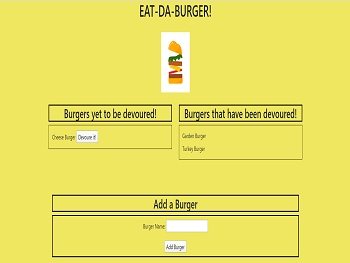 EAT-DA-BURGER!
Burgers yet to be devoured!
Cheese Burger Devoure it!
Burgers that have been devoured!
Garden Burger
Turkey Burger
Add a Burger
Burger Name:
Add Burger